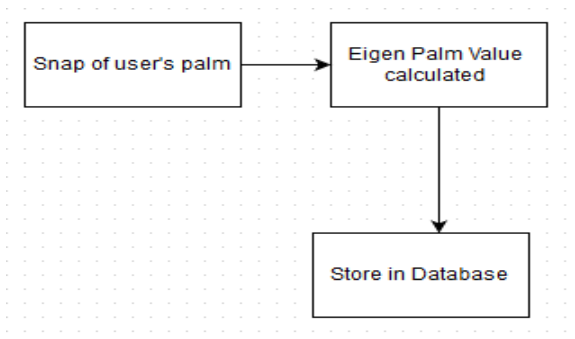 Snap of user's palm
Eigen Palm Value
calculated
Store in Database